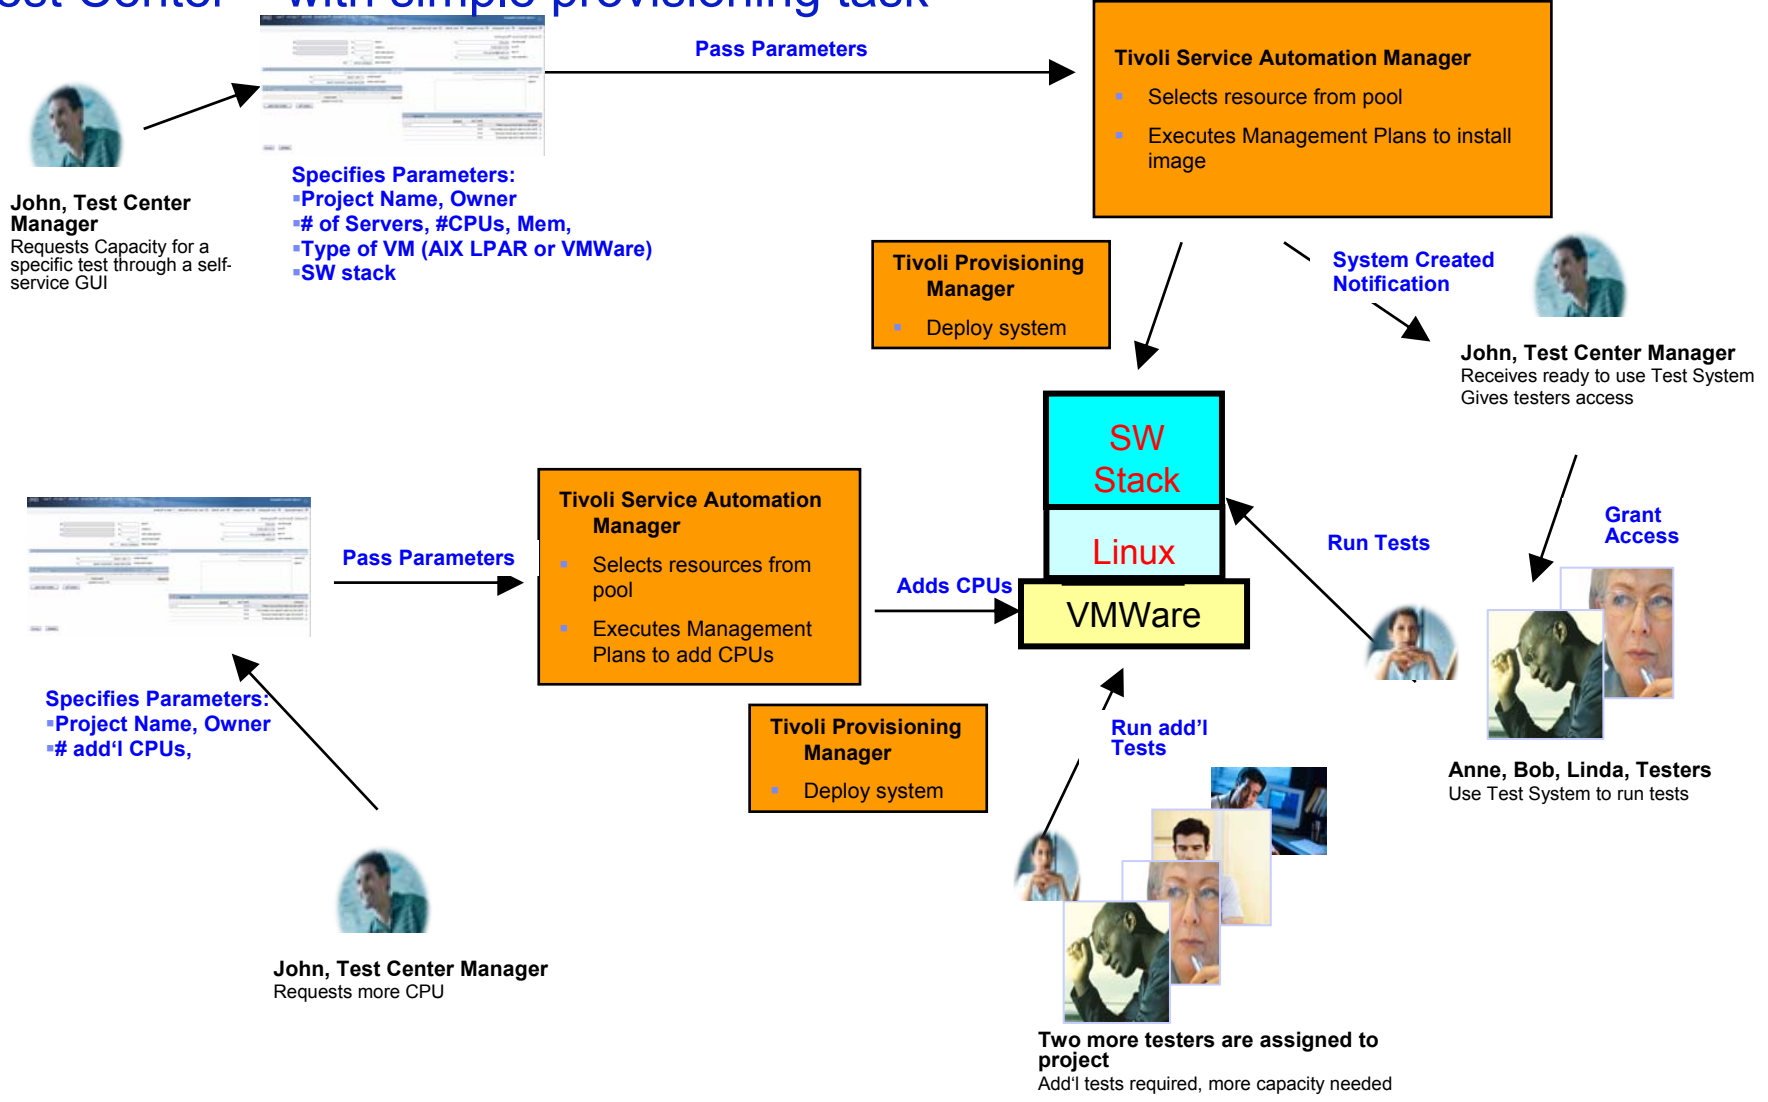 est Center – with simple provisioning task
Pass Parameters
Tivoli Service Automation Manager
Selects resource from pool
Executes Management Plans to install
image
John, Test Center
Manager
Requests Capacity for a
specific test through a self-
service GUI
Specifies Parameters:
Project Name, Owner
# of Servers, #CPUs, Mem,
Type of VM (AIX LPAR or VMWare)
SW stack
Tivoli Provisioning
Manager
Deploy system
System Created
Notification
John, Test Center Manager
Receives ready to use Test System
Gives testers access
SW
Stack
Linux
VMWare
Pass Parameters
Tivoli Service Automation
Manager
Selects resources from
pool
Executes Management
Plans to add CPUs
Adds CPUs
Run Tests
Grant
Access
Specifies Parameters:
Project Name, Owner
# add‘l CPUs,
Tivoli Provisioning
Manager
Deploy system
Run add’l
Tests
Anne, Bob, Linda, Testers
Use Test System to run tests
John, Test Center Manager
Requests more CPU
Two more testers are assigned to
project
Add‘l tests required, more capacity needed